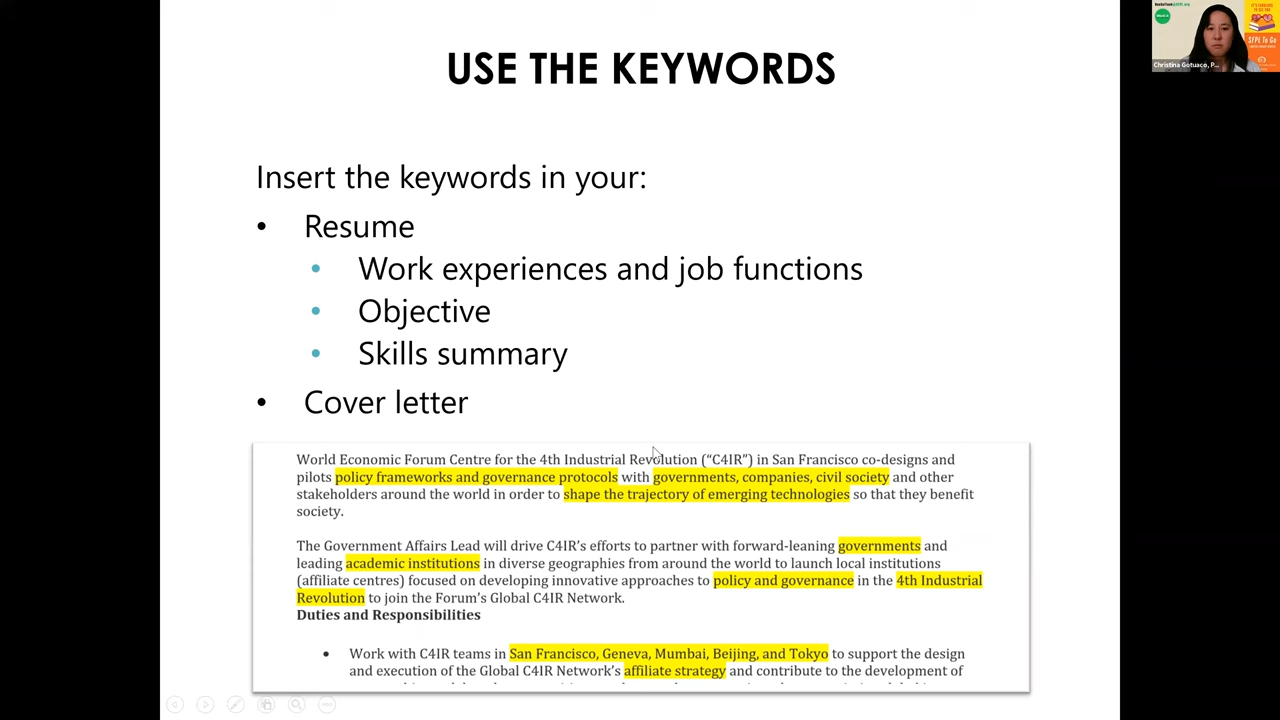 USE THE KEYWORDS
Insert the keywords in your:
• Resume
• Work experiences and job functions
• Objective
• Skills summary
• Cover letter
World Economic Forum Centre for the 4th Industrial Revolution (“C4IR”) in San Francisco co-designs and
pilots policy frameworks and governance protocols with governments, companies, civil society and other
stakeholders around the world in order to shape the trajectory of emerging technologies so that they benefit
society.
The Government Affairs Lead will drive C4IR’s efforts to partner with forward-leaning governments and
leading academic institutions in diverse geographies from around the world to launch local institutions
(affiliate centres) focused on developing innovative approaches to policy and governance in the 4th Industrial
Revolution to join the Forum’s Global C4IR Network.
Duties and Responsibilities
• Work with C4IR teams in San Francisco, Geneva, Mumbai, Beijing, and Tokyo to support the design
and execution of the Global C4IR Network’s affiliate strategy and contribute to the development of
SFPL To Go
Christina Gotuaco, P...